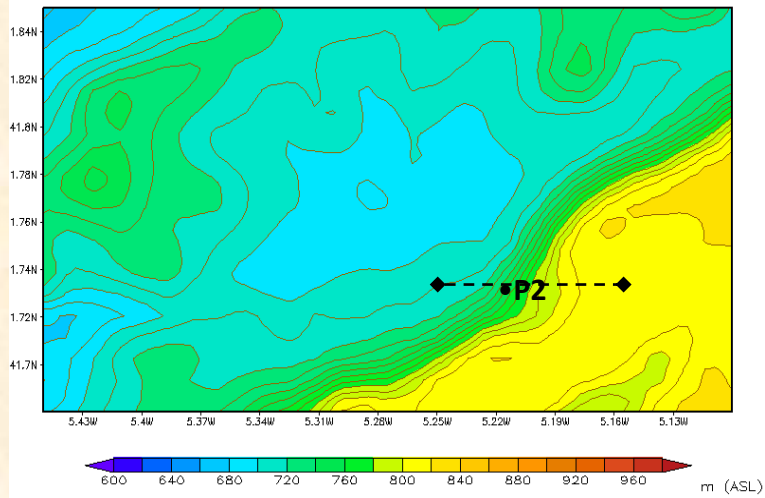 1.84N
1.82N
41.8N
1.78N
1.76N
1.74N
1.72N
41.7N
P2
5.43W 5.4W 5.37W 5.34W 5.31W 5.28W 5.25W 5.22W 5.19W 5.16W 5.13W
600 640 680 720 760 800 840 880 920 960
m (ASL)